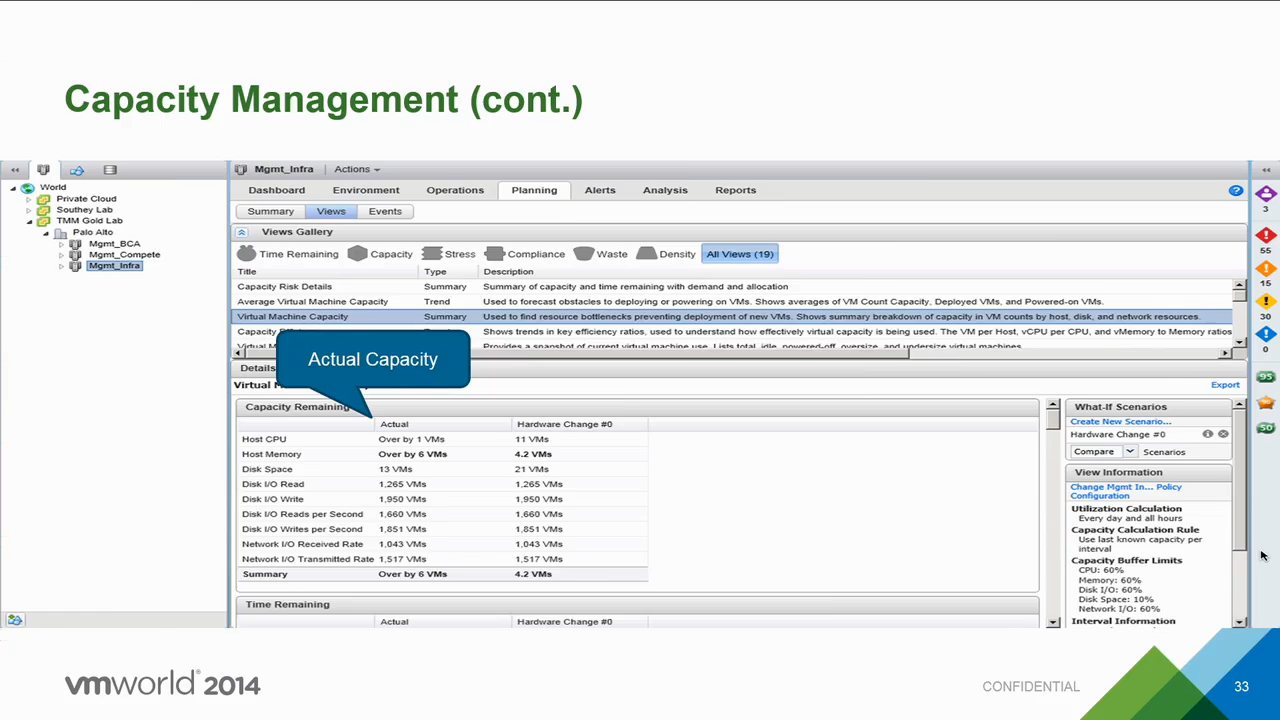 Capacity Management (cont.)
Mgmt_Infra Actions
World
Private Cloud
Southey Lab
TMM Gold Lab
Palo Alto
Mgmt_BCA
Mgmt_Compete
Mgmt_Infra
Dashboard Environment Operations Planning Alerts Analysis Reports
Summary Views Events
Views Gallery
Time Remaining Capacity Stress Compliance Waste Density All Views (19)
Title Type Description
Capacity Risk Details Summary Summary of capacity and time remaining with demand and allocation
Average Virtual Machine Capacity Trend Used to forecast obstacles to deploying or powering on VMs. Shows averages of VM Count Capacity, Deployed VMs, and Powered-on VMs.
Virtual Machine Capacity Summary Used to find resource bottlenecks preventing deployment of new VMs. Shows summary breakdown of capacity in VM counts by host, disk, and network resources.
Capacity Shows trends in key efficiency ratios, used to understand how effectively virtual capacity is being used. The VM per Host, vCPU per CPU, and vMemory to Memory ratios
Provides a snapshot of current virtual machine use. Lists total, idle, powered-off, oversize, and undersize virtual machines
Actual Capacity
Details
Virtual M
Export
Capacity Remaining
Actual Hardware Change #0
Host CPU Over by 1 VMs 11 VMs
Host Memory Over by 6 VMs 4.2 VMs
Disk Space 13 VMs 21 VMs
Disk I/O Read 1,265 VMs 1,265 VMs
Disk I/O Write 1,950 VMs 1,950 VMs
Disk I/O Reads per Second 1,660 VMs 1,660 VMs
Disk I/O Writes per Second 1,851 VMs 1,851 VMs
Network I/O Received Rate 1,043 VMs 1,043 VMs
Network I/O Transmitted Rate 1,517 VMs 1,517 VMs
Summary Over by 6 VMs 4.2 VMs
Time Remaining
Actual Hardware Change #0
What-If Scenarios
Create New Scenario...
Hardware Change #0
Compare Scenarios
View Information
Change Mgmt In... Policy
Configuration
Utilization Calculation
Every day and all hours
Capacity Calculation Rule
Use last known capacity per
interval
Capacity Buffer Limits
CPU: 60%
Memory: 60%
Disk I/O: 60%
Disk Space: 10%
Network I/O: 60%
Interval Information
3
55
15
30
0
95
50
vmworld® 2014
CONFIDENTIAL
33